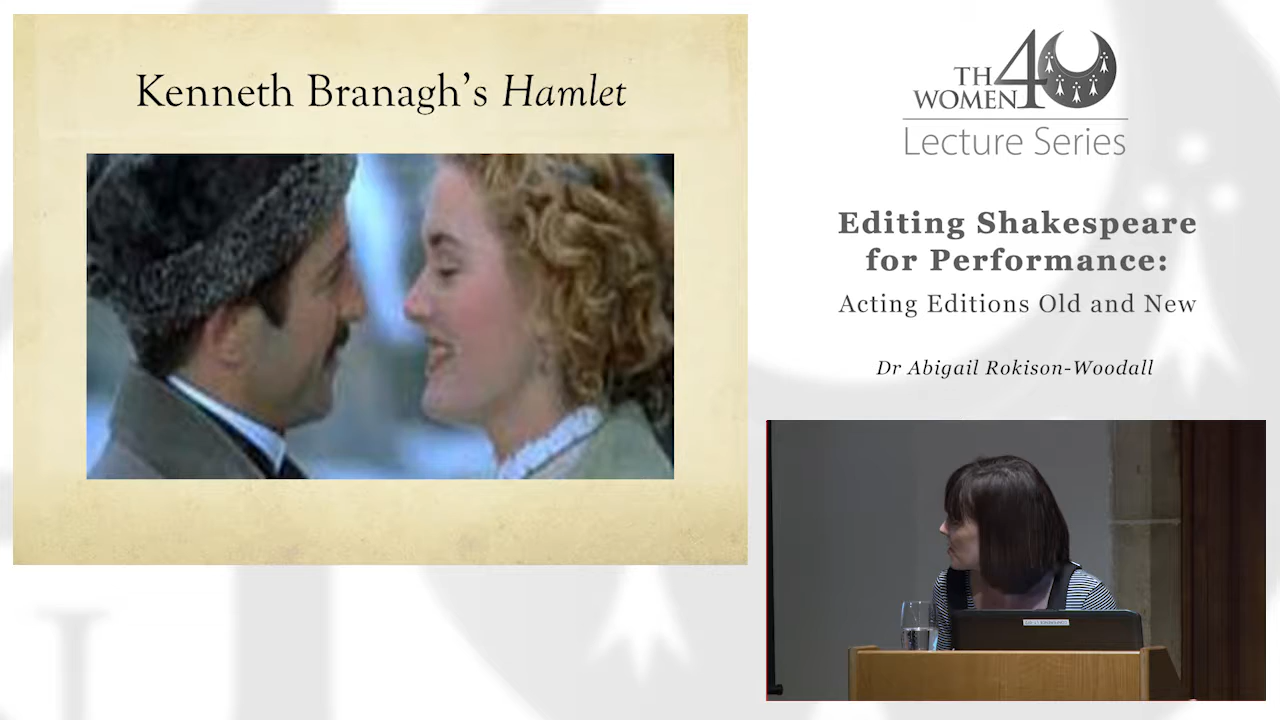 Kenneth Branagh's Hamlet
TH 40
WOMEN
Lecture Series
Editing Shakespeare
for Performance:
Acting Editions Old and New
Dr Abigail Rokison-Woodall